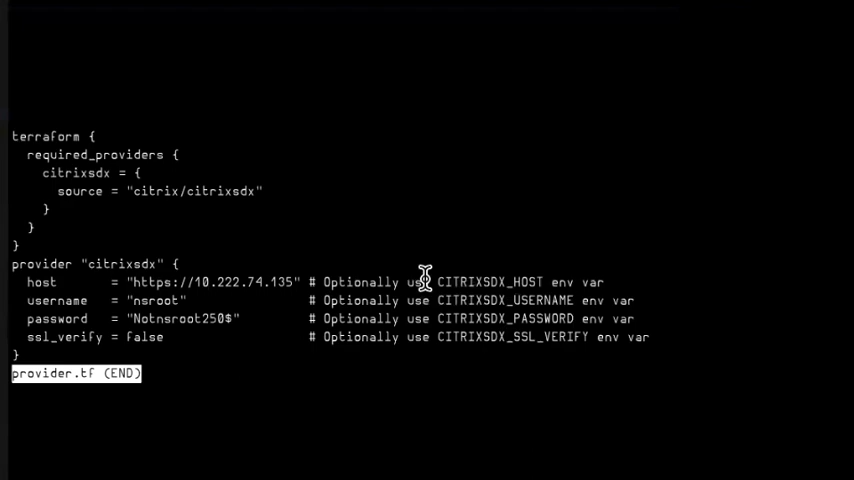 terraform {
  required_providers {
    citrixsdx = {
      source = "citrix/citrixsdx"
    }
  }
}
provider "citrixsdx" {
  host       = "https://10.222.74.135" # Optionally use CITRIXSDX_HOST env var
  username   = "nsroot"                # Optionally use CITRIXSDX_USERNAME env var
  password   = "Notnsroot250$"         # Optionally use CITRIXSDX_PASSWORD env var
  ssl_verify = false                   # Optionally use CITRIXSDX_SSL_VERIFY env var
}
provider.tf (END)